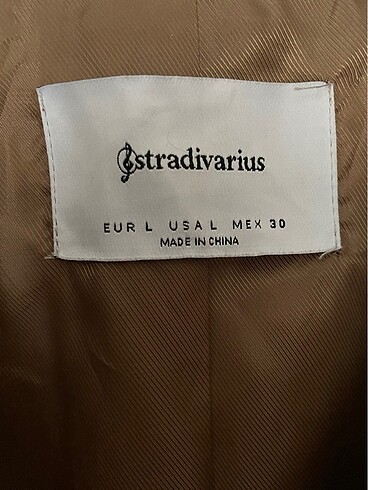 stradivarius
EUR L USA L MEX 30
MADE IN CHINA